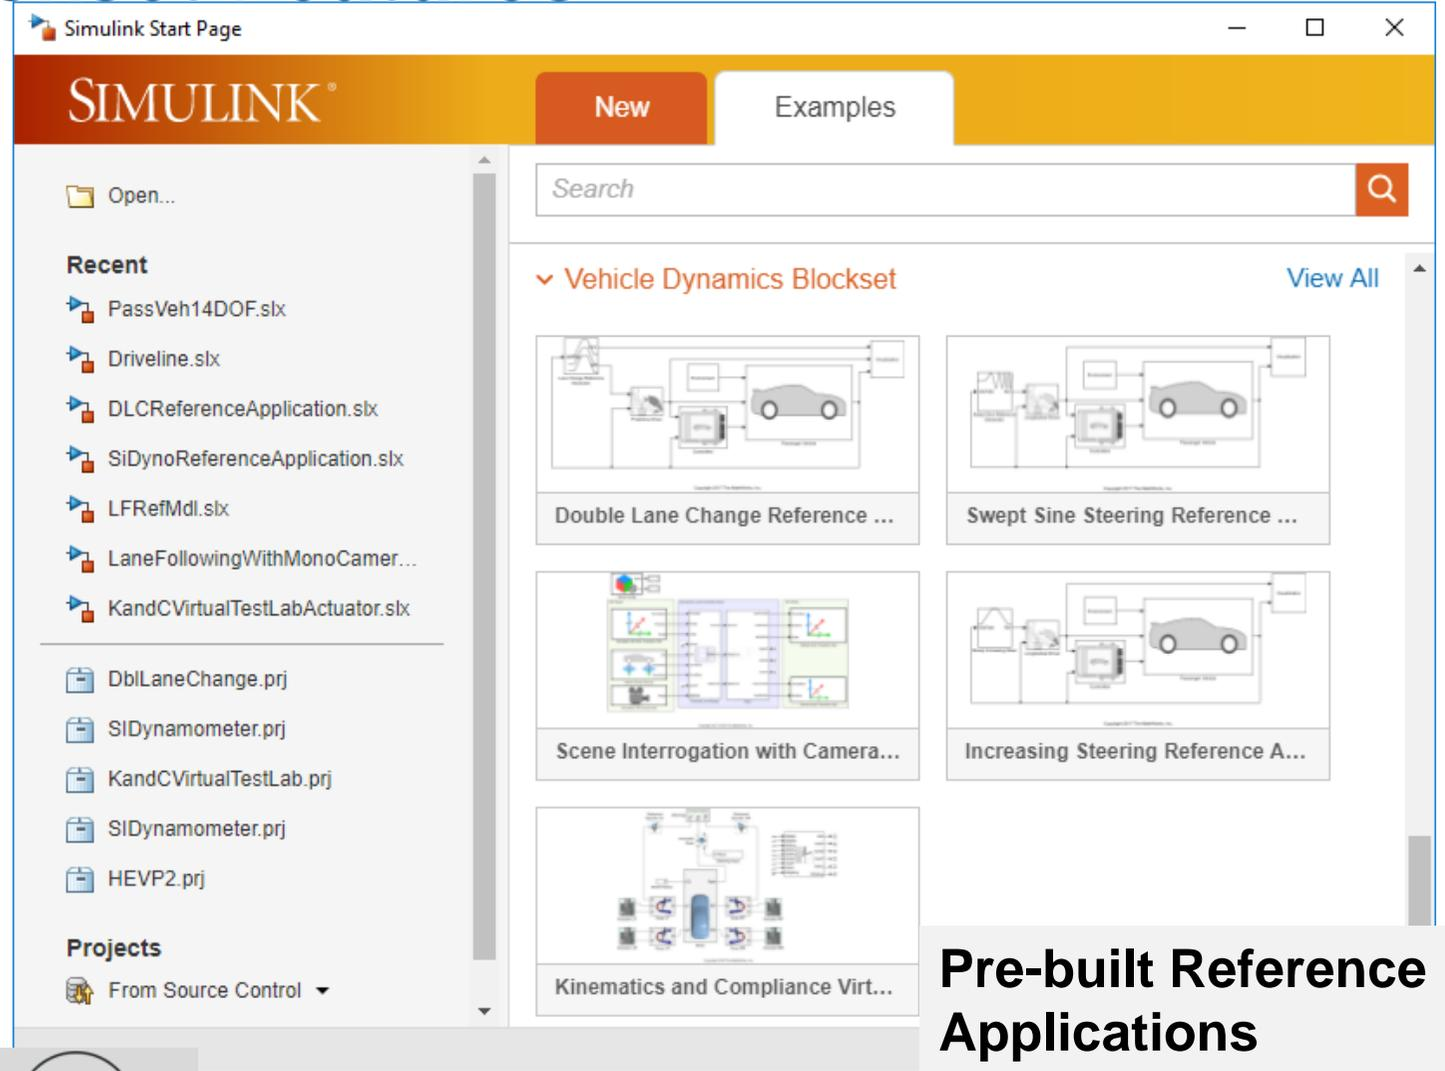 Simulink Start Page
SIMULINK®
New
Examples
Open...
Recent
PassVeh14DOF.slx
Driveline.slx
DLCReferenceApplication.slx
SiDynoReferenceApplication.slx
LFRefMdl.slx
LaneFollowingWithMonoCamer...
KandCVirtualTestLabActuator.slx
DblLaneChange.prj
SIDynamometer.prj
KandCVirtualTestLab.prj
SIDynamometer.prj
HEVP2.prj
Projects
From Source Control
Search
Vehicle Dynamics Blockset
View All
Double Lane Change Reference ...
Swept Sine Steering Reference ...
Scene Interrogation with Camera...
Increasing Steering Reference A...
Kinematics and Compliance Virt...
Pre-built Reference
Applications